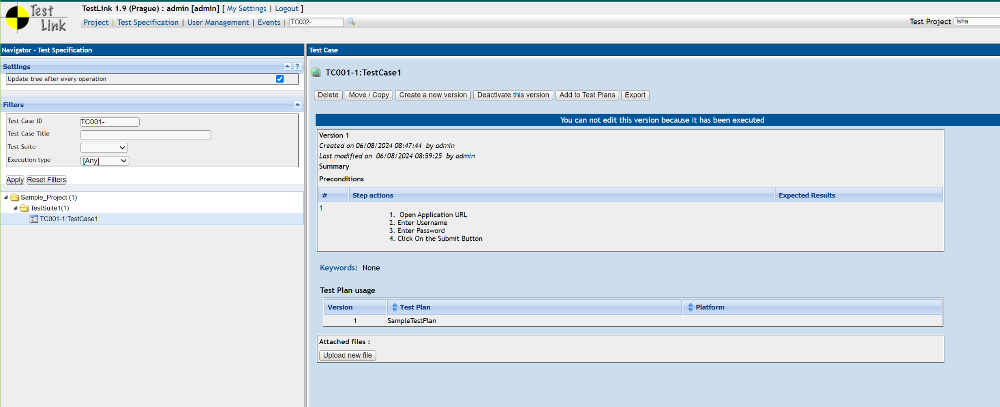 Test
Link
TestLink 1.9 (Prague) : admin [admin] [ My Settings | Logout ]
Project | Test Specification | User Management | Events | TC002-
Test Project Isha
Navigator - Test Specification
Settings
?
Update tree after every operation
Filters
Test Case ID TC001-
Test Case Title
Test Suite
Execution type [Any]
Apply Reset Filters
Sample_Project (1)
TestSuite1(1)
TC001-1:TestCase1
Test Case
TC001-1:TestCase1
Delete Move / Copy Create a new version Deactivate this version Add to Test Plans Export
You can not edit this version because it has been executed
Version 1
Created on 06/08/2024 08:47:44 by admin
Last modified on 06/08/2024 08:59:25 by admin
Summary
Preconditions
# Step actions Expected Results
1
1. Open Application URL
2. Enter Username
3. Enter Password
4. Click On the Submit Button
Keywords: None
Test Plan usage
Version Test Plan Platform
1 SampleTestPlan
Attached files :
Upload new file